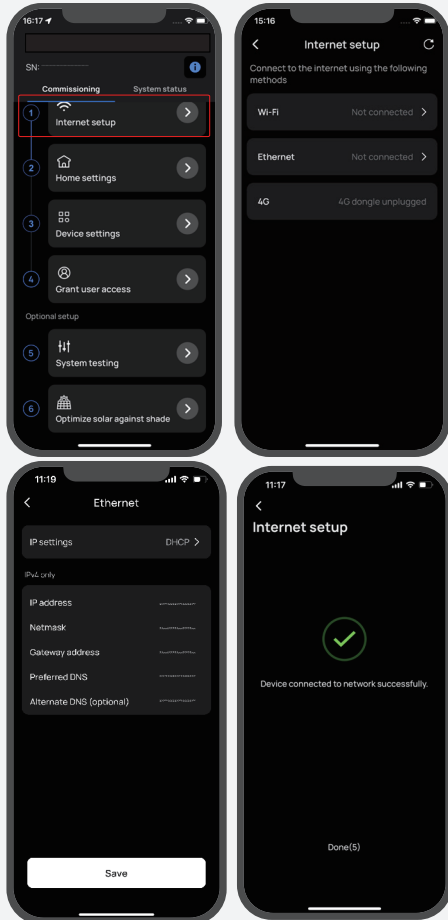 16:17
SN:
Commissioning
System status
1
Internet setup
2
Home settings
3
Device settings
4
Grant user access
Optional setup
5
System testing
6
Optimize solar against shade
15:16
Internet setup
Connect to the internet using the following
methods
Wi-Fi
Not connected
Ethernet
Not connected
4G
4G dongle unplugged
11:19
Ethernet
IP settings
DHCP
IPv4 only
IP address
Netmask
Gateway address
Preferred DNS
Alternate DNS (optional)
Save
11:17
Internet setup
Device connected to network successfully.
Done(5)